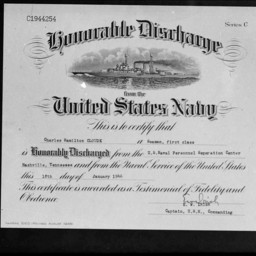 C1944254
SERIES C
Honorable Discharge
from the
United States Navy
This is to certify that
Charles Hamilton a Seaman, first class
is Honorably Discharged from the U.S.Naval Personnel Separation Center
Nashville, Tennessee and from the Naval Service of the United States
this day of January 1946
This certificate is awarded as a Testimonial of Fidelity and
Obedience
Captain, U.S.N., Commanding